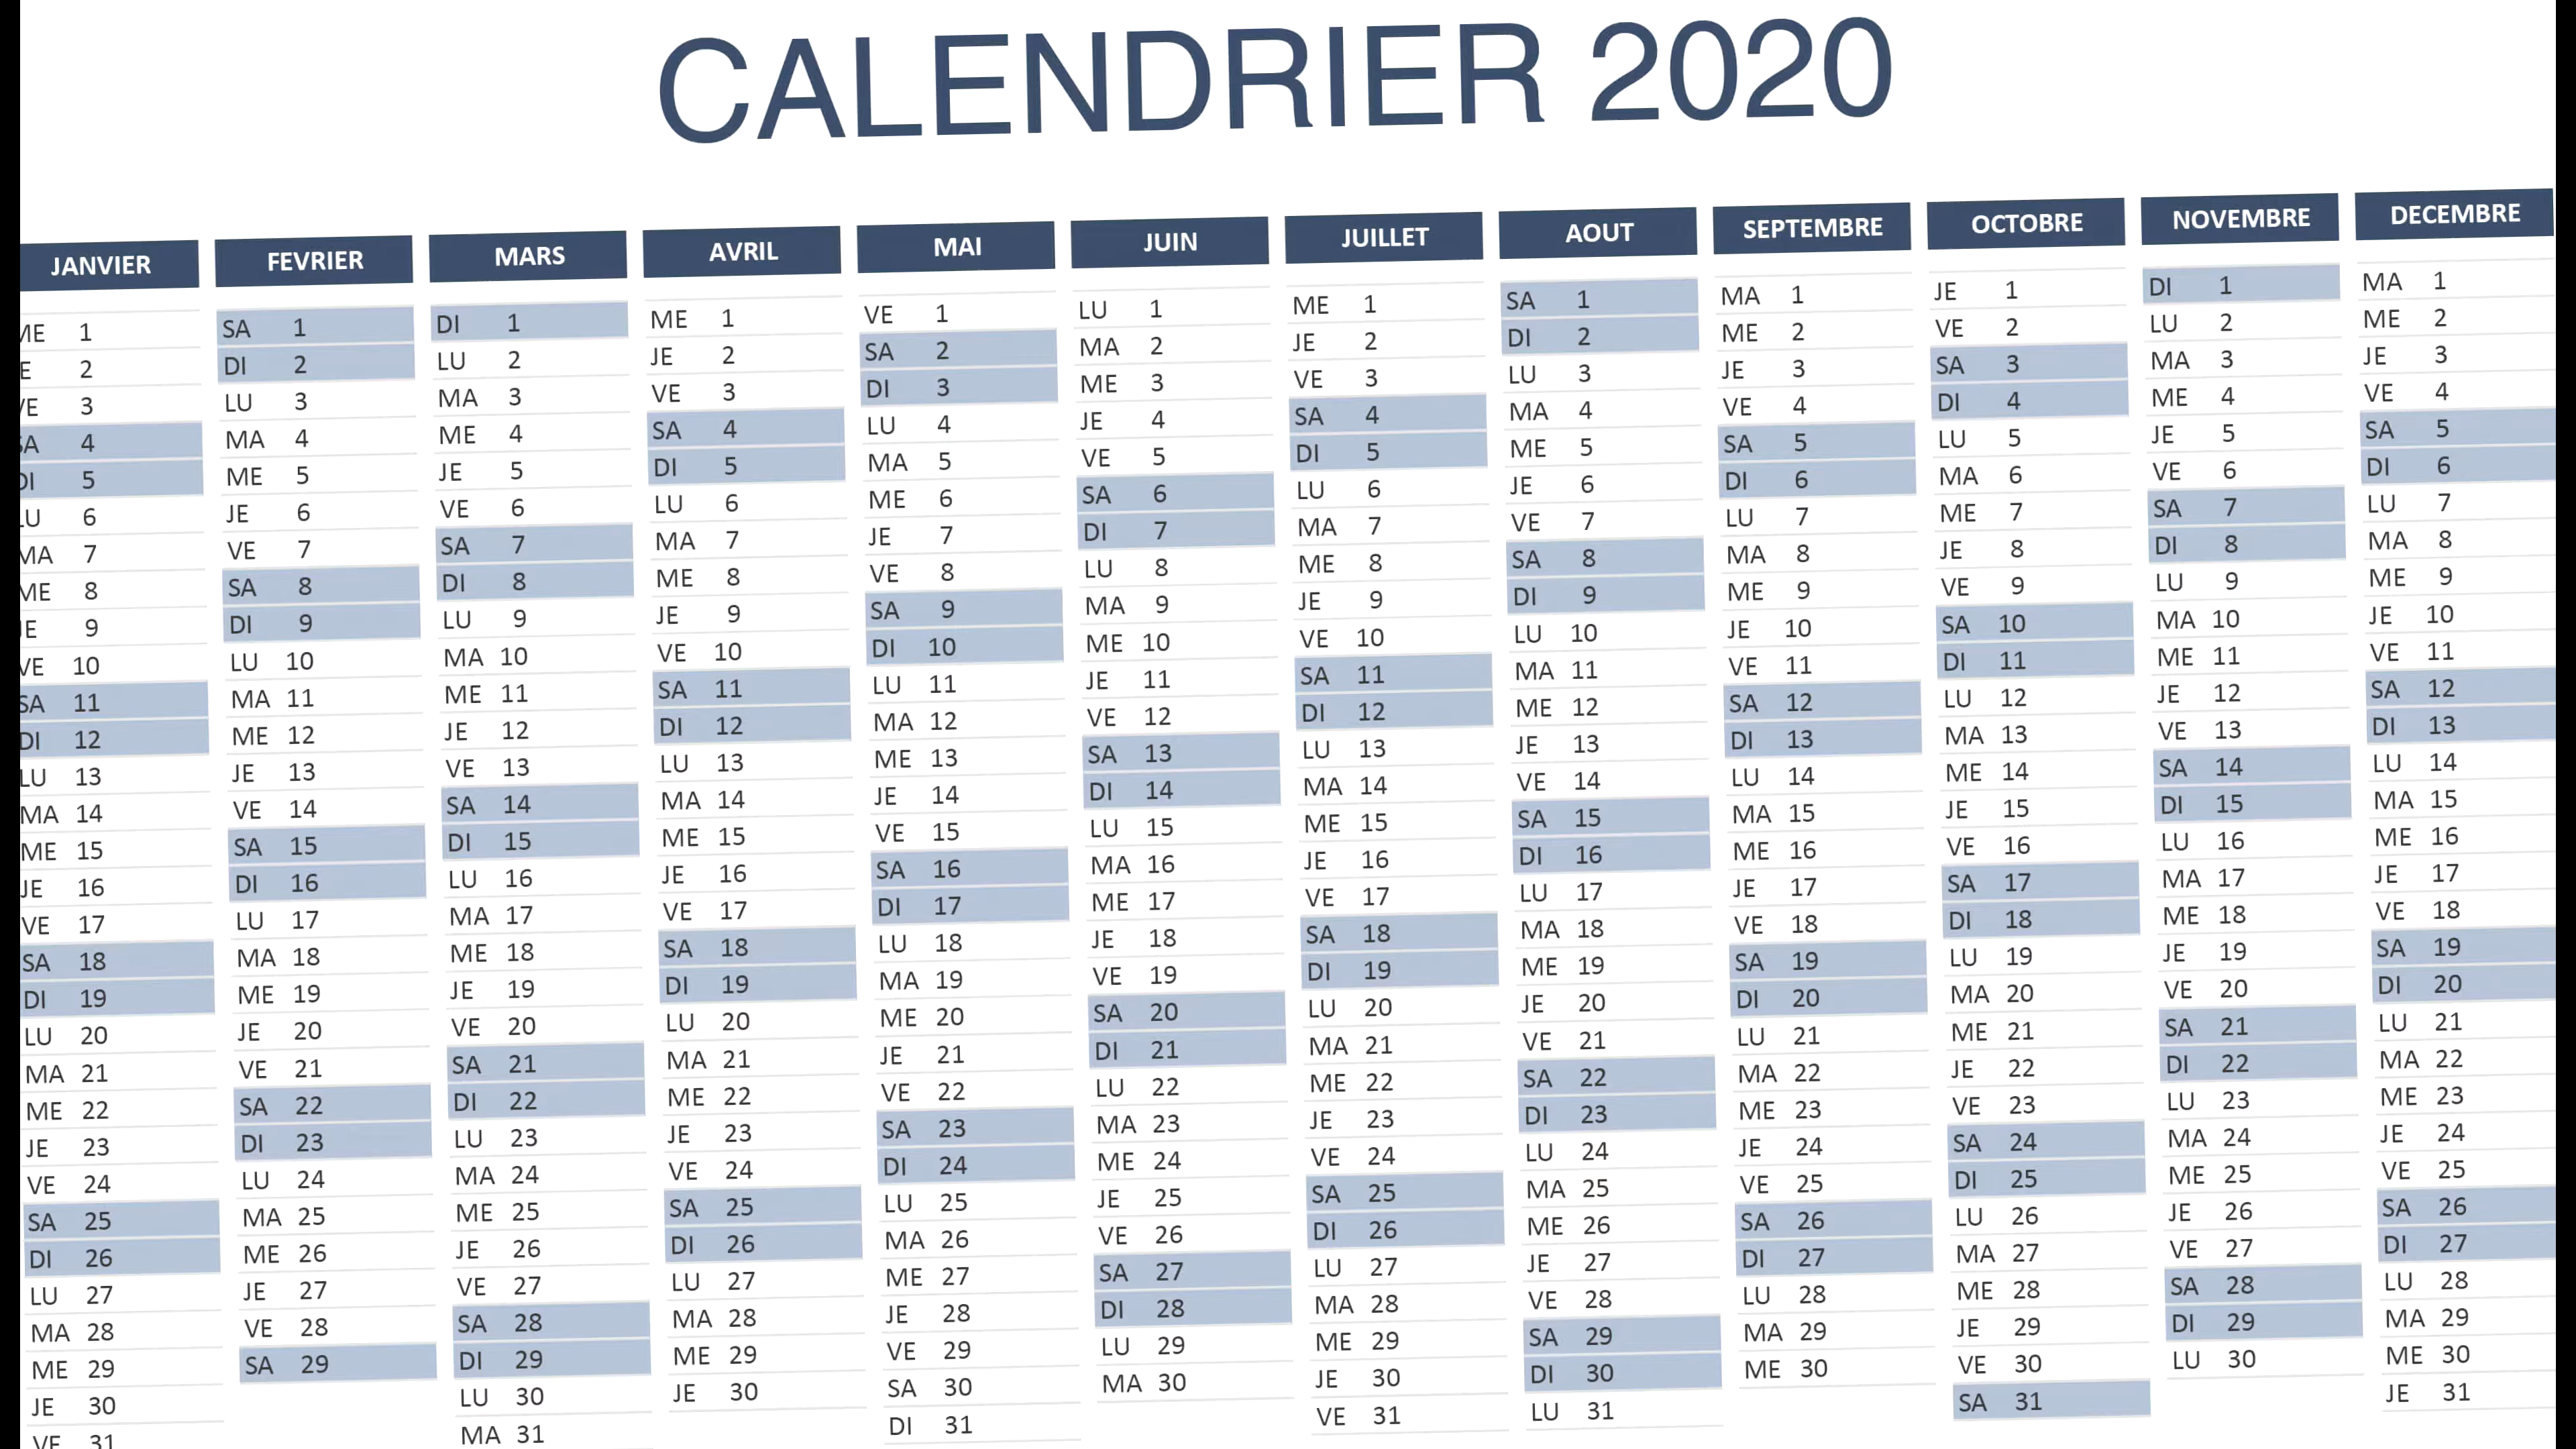 CALENDRIER 2020
JANVIER
ME 1
E 2
VE 3
SA 4
DI 5
LU 6
MA 7
ME 8
JE 9
VE 10
SA 11
DI 12
LU 13
MA 14
ME 15
JE 16
VE 17
SA 18
DI 19
LU 20
MA 21
ME 22
JE 23
VE 24
SA 25
DI 26
LU 27
MA 28
ME 29
JE 30
VE 31
FEVRIER
SA 1
DI 2
LU 3
MA 4
ME 5
JE 6
VE 7
SA 8
DI 9
LU 10
MA 11
ME 12
JE 13
VE 14
SA 15
DI 16
LU 17
MA 18
ME 19
JE 20
VE 21
SA 22
DI 23
LU 24
MA 25
ME 26
JE 27
VE 28
SA 29
MARS
DI 1
LU 2
MA 3
ME 4
JE 5
VE 6
SA 7
DI 8
LU 9
MA 10
ME 11
JE 12
VE 13
SA 14
DI 15
LU 16
MA 17
ME 18
JE 19
VE 20
SA 21
DI 22
LU 23
MA 24
ME 25
JE 26
VE 27
SA 28
DI 29
LU 30
MA 31
AVRIL
ME 1
JE 2
VE 3
SA 4
DI 5
LU 6
MA 7
ME 8
JE 9
VE 10
SA 11
DI 12
LU 13
MA 14
ME 15
JE 16
VE 17
SA 18
DI 19
LU 20
MA 21
ME 22
JE 23
VE 24
SA 25
DI 26
LU 27
MA 28
ME 29
JE 30
MAI
VE 1
SA 2
DI 3
LU 4
MA 5
ME 6
JE 7
VE 8
SA 9
DI 10
LU 11
MA 12
ME 13
JE 14
VE 15
SA 16
DI 17
LU 18
MA 19
ME 20
JE 21
VE 22
SA 23
DI 24
LU 25
MA 26
ME 27
JE 28
VE 29
SA 30
DI 31
JUIN
LU 1
MA 2
ME 3
JE 4
VE 5
SA 6
DI 7
LU 8
MA 9
ME 10
JE 11
VE 12
SA 13
DI 14
LU 15
MA 16
ME 17
JE 18
VE 19
SA 20
DI 21
LU 22
MA 23
ME 24
JE 25
VE 26
SA 27
DI 28
LU 29
MA 30
JUILLET
ME 1
JE 2
VE 3
SA 4
DI 5
LU 6
MA 7
ME 8
JE 9
VE 10
SA 11
DI 12
LU 13
MA 14
ME 15
JE 16
VE 17
SA 18
DI 19
LU 20
MA 21
ME 22
JE 23
VE 24
SA 25
DI 26
LU 27
MA 28
ME 29
JE 30
VE 31
AOUT
SA 1
DI 2
LU 3
MA 4
ME 5
JE 6
VE 7
SA 8
DI 9
LU 10
MA 11
ME 12
JE 13
VE 14
SA 15
DI 16
LU 17
MA 18
ME 19
JE 20
VE 21
SA 22
DI 23
LU 24
MA 25
ME 26
JE 27
VE 28
SA 29
DI 30
LU 31
SEPTEMBRE
MA 1
ME 2
JE 3
VE 4
SA 5
DI 6
LU 7
MA 8
ME 9
JE 10
VE 11
SA 12
DI 13
LU 14
MA 15
ME 16
JE 17
VE 18
SA 19
DI 20
LU 21
MA 22
ME 23
JE 24
VE 25
SA 26
DI 27
LU 28
MA 29
ME 30
OCTOBRE
JE 1
VE 2
SA 3
DI 4
LU 5
MA 6
ME 7
JE 8
VE 9
SA 10
DI 11
LU 12
MA 13
ME 14
JE 15
VE 16
SA 17
DI 18
LU 19
MA 20
ME 21
JE 22
VE 23
SA 24
DI 25
LU 26
MA 27
ME 28
JE 29
VE 30
SA 31
NOVEMBRE
DI 1
LU 2
MA 3
ME 4
JE 5
VE 6
SA 7
DI 8
LU 9
MA 10
ME 11
JE 12
VE 13
SA 14
DI 15
LU 16
MA 17
ME 18
JE 19
VE 20
SA 21
DI 22
LU 23
MA 24
ME 25
JE 26
VE 27
SA 28
DI 29
LU 30
DECEMBRE
MA 1
ME 2
JE 3
VE 4
SA 5
DI 6
LU 7
MA 8
ME 9
JE 10
VE 11
SA 12
DI 13
LU 14
MA 15
ME 16
JE 17
VE 18
SA 19
DI 20
LU 21
MA 22
ME 23
JE 24
VE 25
SA 26
DI 27
LU 28
MA 29
ME 30
JE 31